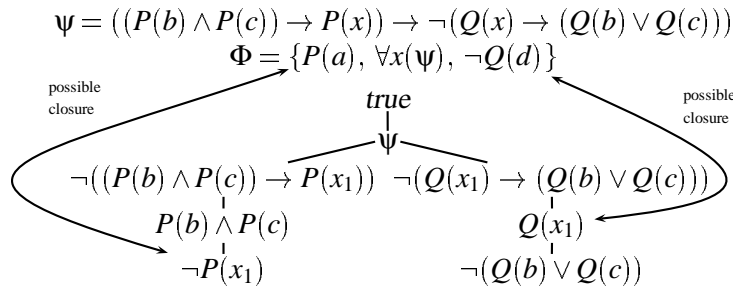 ψ = ((P(b) ∧ P(c)) → P(x)) → ¬(Q(x) → (Q(b) ∨ Q(c)))
Φ = {P(a), ∀x(ψ), ¬Q(d)}
possible
closure
possible
closure
true
ψ
¬((P(b) ∧ P(c)) → P(x₁)) ¬(Q(x₁) → (Q(b) ∨ Q(c)))
P(b) ∧ P(c) Q(x₁)
¬P(x₁) ¬(Q(b) ∨ Q(c))